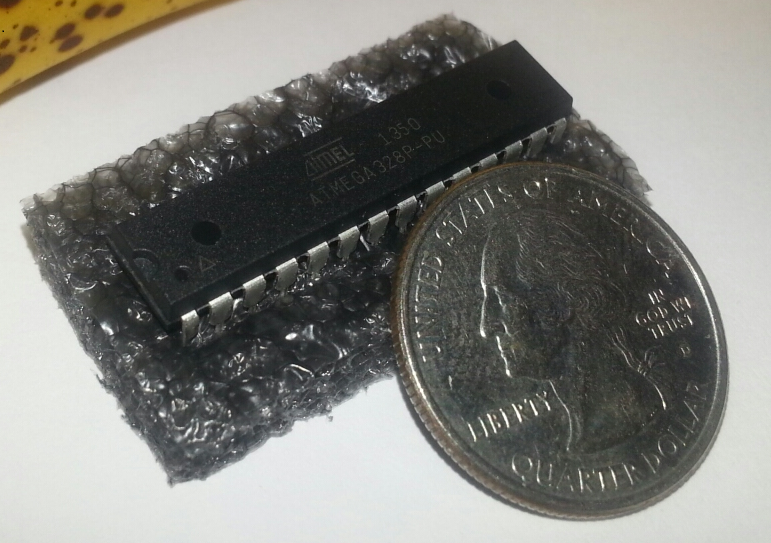 ATMEL 1350
ATMEGA328P-PU
UNITED STATES OF AMERICA
IN
GOD WE
TRUST
LIBERTY
QUARTER DOLLAR